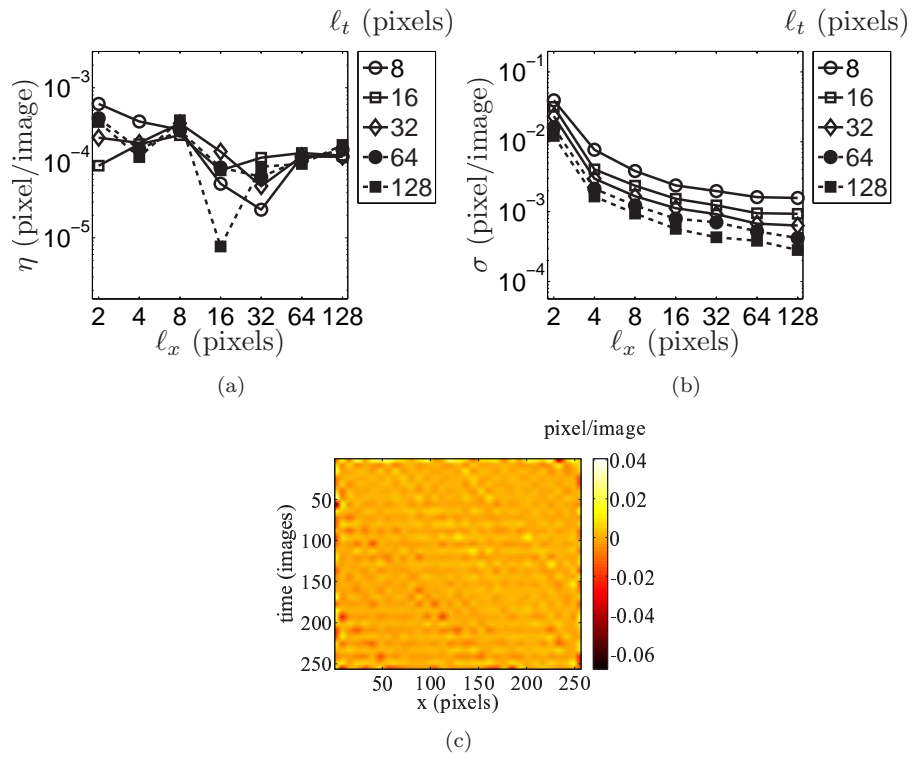 ℓt (pixels)
8
16
32
64
128
10−3
10−4
10−5
η (pixel/image)
2 4 8 16 32 64 128
ℓx (pixels)
(a)
ℓt (pixels)
8
16
32
64
128
10−1
10−2
10−3
10−4
σ (pixel/image)
2 4 8 16 32 64 128
ℓx (pixels)
(b)
pixel/image
0.04
0.02
0
-0.02
-0.04
-0.06
50
100
150
200
250
time (images)
50 100 150 200 250
x (pixels)
(c)